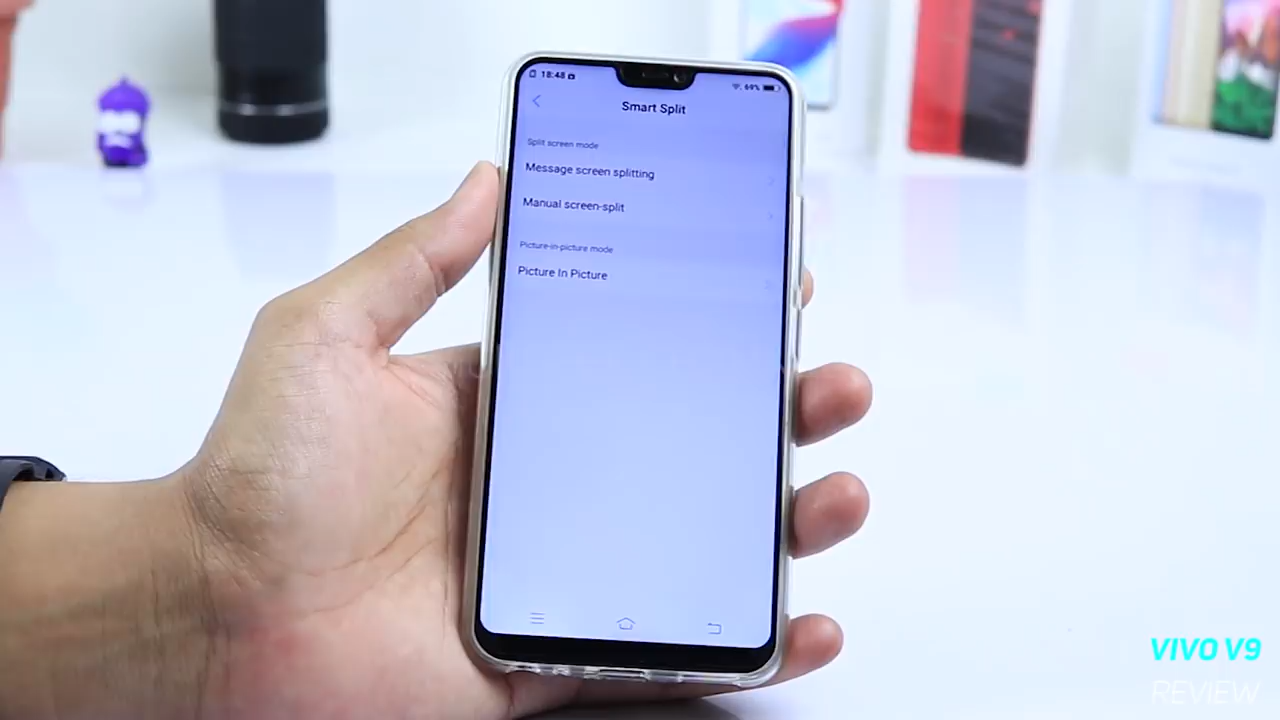 18:48
69%
Smart Split
Split screen mode
Message screen splitting
Manual screen-split
Picture-in-picture mode
Picture In Picture
VIVO V9
REVIEW